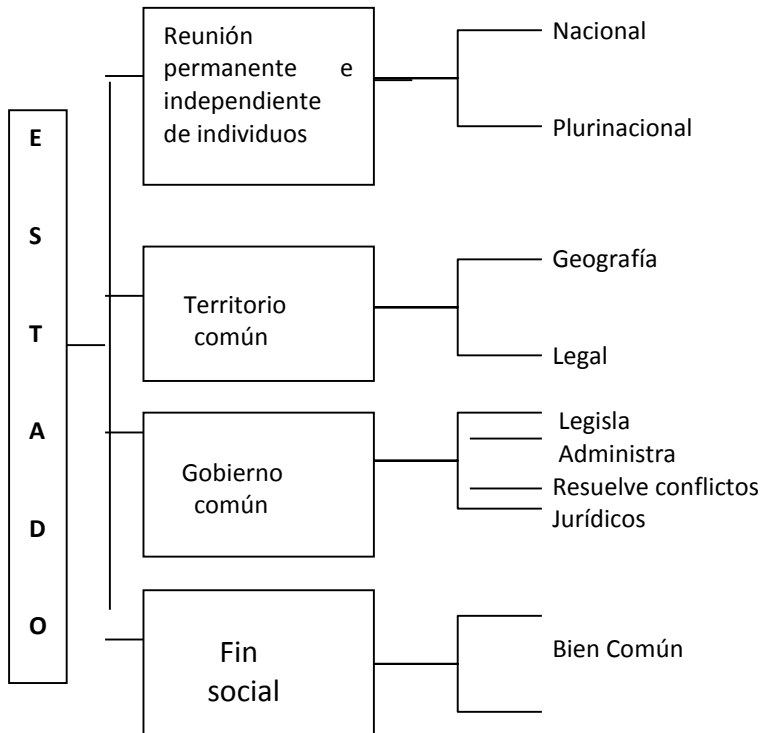 E
S
T
A
D
O
Reunión
permanente e
independiente
de individuos
Nacional
Plurinacional
Territorio
común
Geografía
Legal
Gobierno
común
Legisla
Administra
Resuelve conflictos
Jurídicos
Fin
social
Bien Común